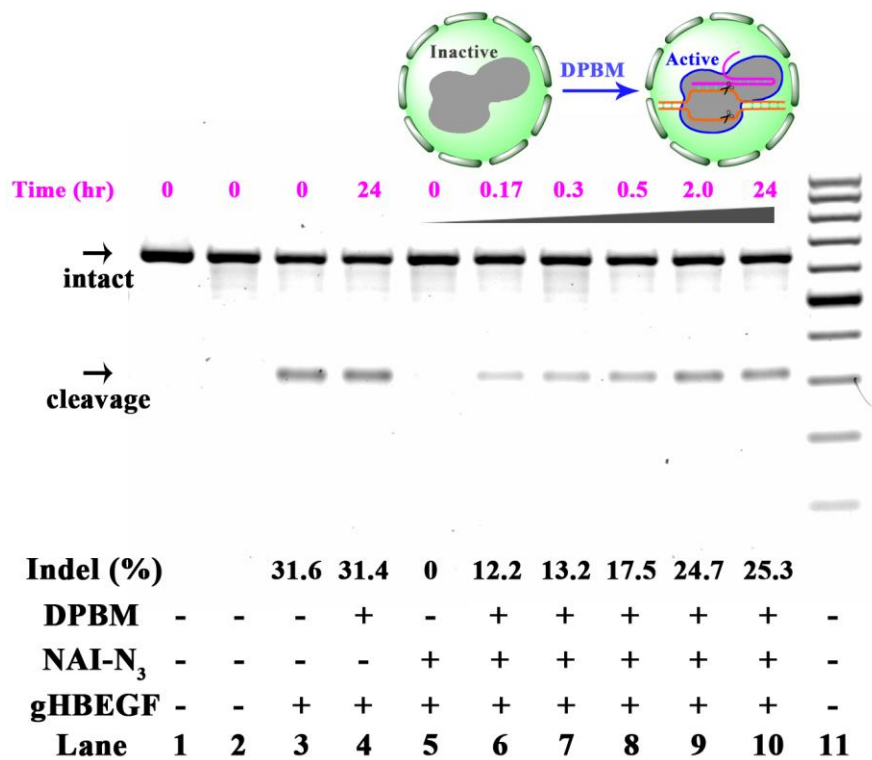 Inactive
DPBM
Active
Time (hr) 0 0 0 24 0 0.17 0.3 0.5 2.0 24
→ intact
→ cleavage
Indel (%) 31.6 31.4 0 12.2 13.2 17.5 24.7 25.3
DPBM - - - + - + + + + + -
NAI-N₃ - - - - + + + + + + -
gHBEGF - - + + + + + + + + -
Lane 1 2 3 4 5 6 7 8 9 10 11